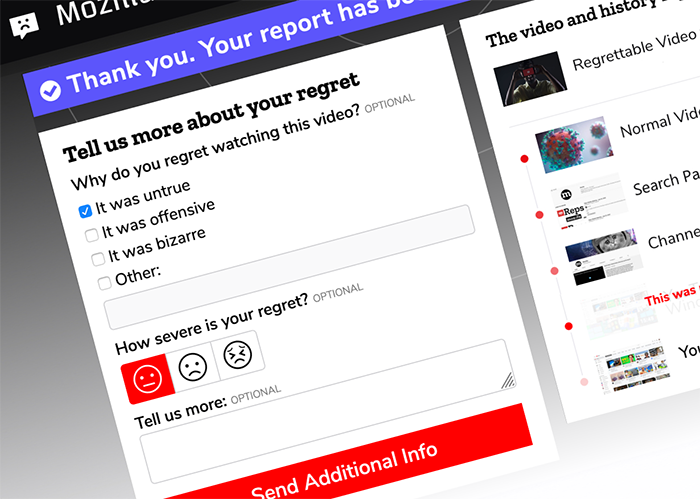 Mozilla
Thank you. Your report has be
Tell us more about your regret
Why do you regret watching this video? OPTIONAL
It was untrue
It was offensive
It was bizarre
Other:
How severe is your regret? OPTIONAL
Tell us more: OPTIONAL
Send Additional Info
The video and history
Regrettable Video
Normal Vide
Search Pa
m
Reps
Channe
This was
You